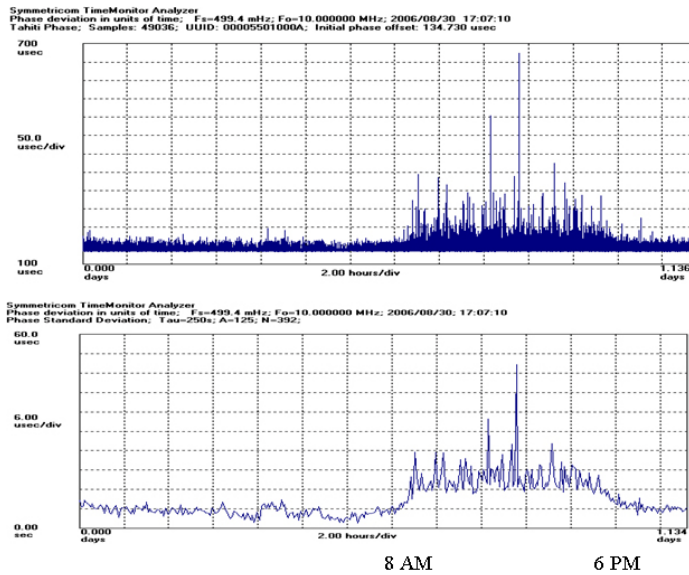 Symmetricom TimeMonitor Analyzer
Phase deviation in units of time; Fs=499.4 mHz; Fo=10.000000 MHz; 2006/08/30 17:07:10
Tahiti Phase; Samples: 49036; UUID: 00005501000A; Initial phase offset: 134.730 usec
700
usec
50.0
usec/div
100
usec
0.000
days
2.00 hours/div
1.136
days
Symmetricom TimeMonitor Analyzer
Phase deviation in units of time; Fs=499.4 mHz; Fo=10.000000 MHz; 2006/08/30; 17:07:10
Phase Standard Deviation; Tau=250s; A=125; N=392;
60.0
usec
6.00
usec/div
0.00
sec
0.000
days
2.00 hours/div
1.134
days
8 AM
6 PM